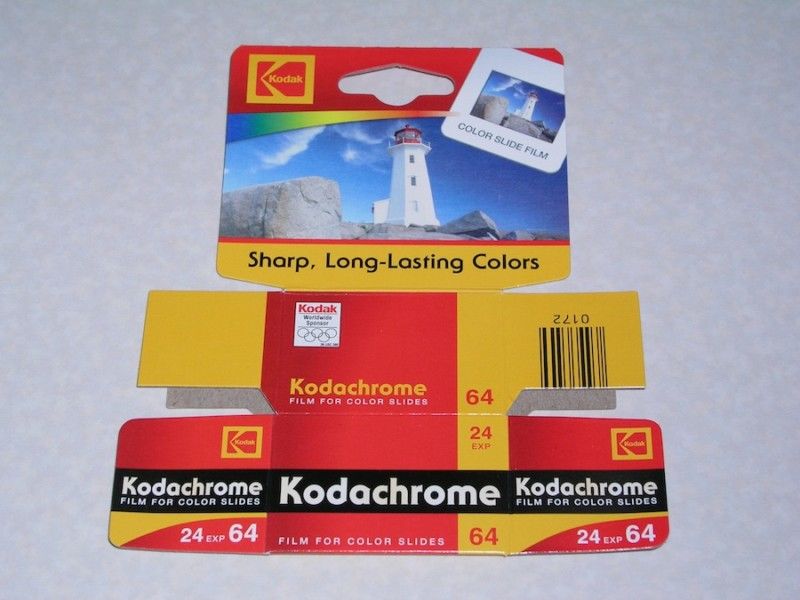 Kodak
COLOR SLIDE FILM
Sharp, Long-Lasting Colors
Kodak
Worldwide
Sponsor
0172
Kodachrome 64
FILM FOR COLOR SLIDES
24
EXP
Kodak
Kodachrome
FILM FOR COLOR SLIDES
24 EXP 64
Kodachrome
FILM FOR COLOR SLIDES 64
Kodak
Kodachrome
FILM FOR COLOR SLIDES
24 EXP 64